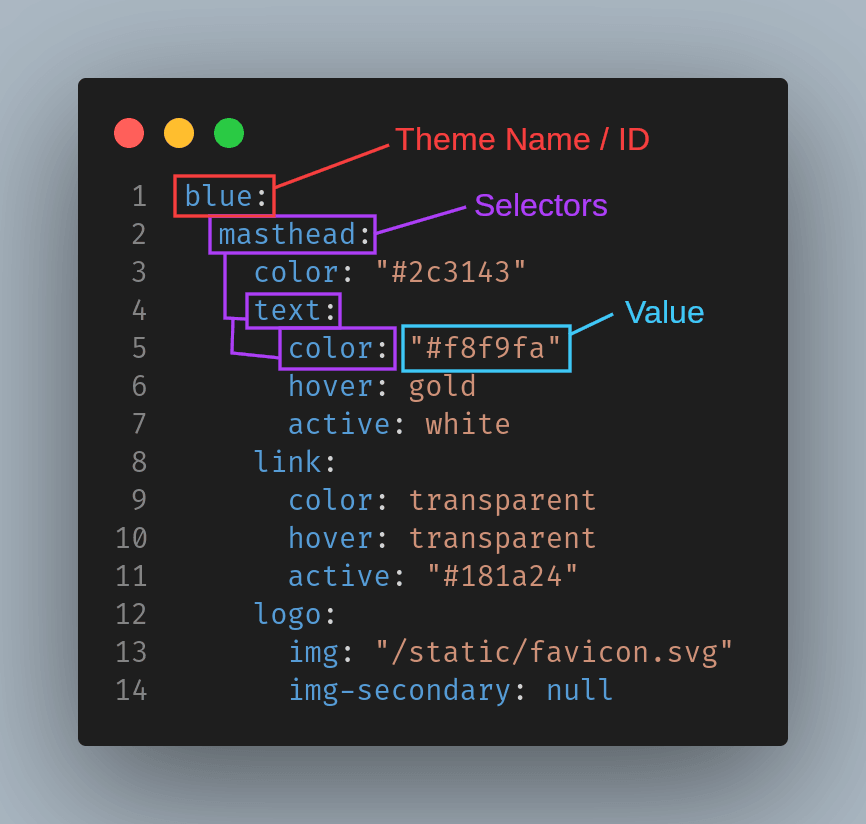 Theme Name / ID
1 blue:
Selectors
2   masthead:
3     color: "#2c3143"
4     text:
Value
5       color: "#f8f9fa"
6       hover: gold
7       active: white
8     link:
9       color: transparent
10       hover: transparent
11       active: "#181a24"
12     logo:
13       img: "/static/favicon.svg"
14       img-secondary: null